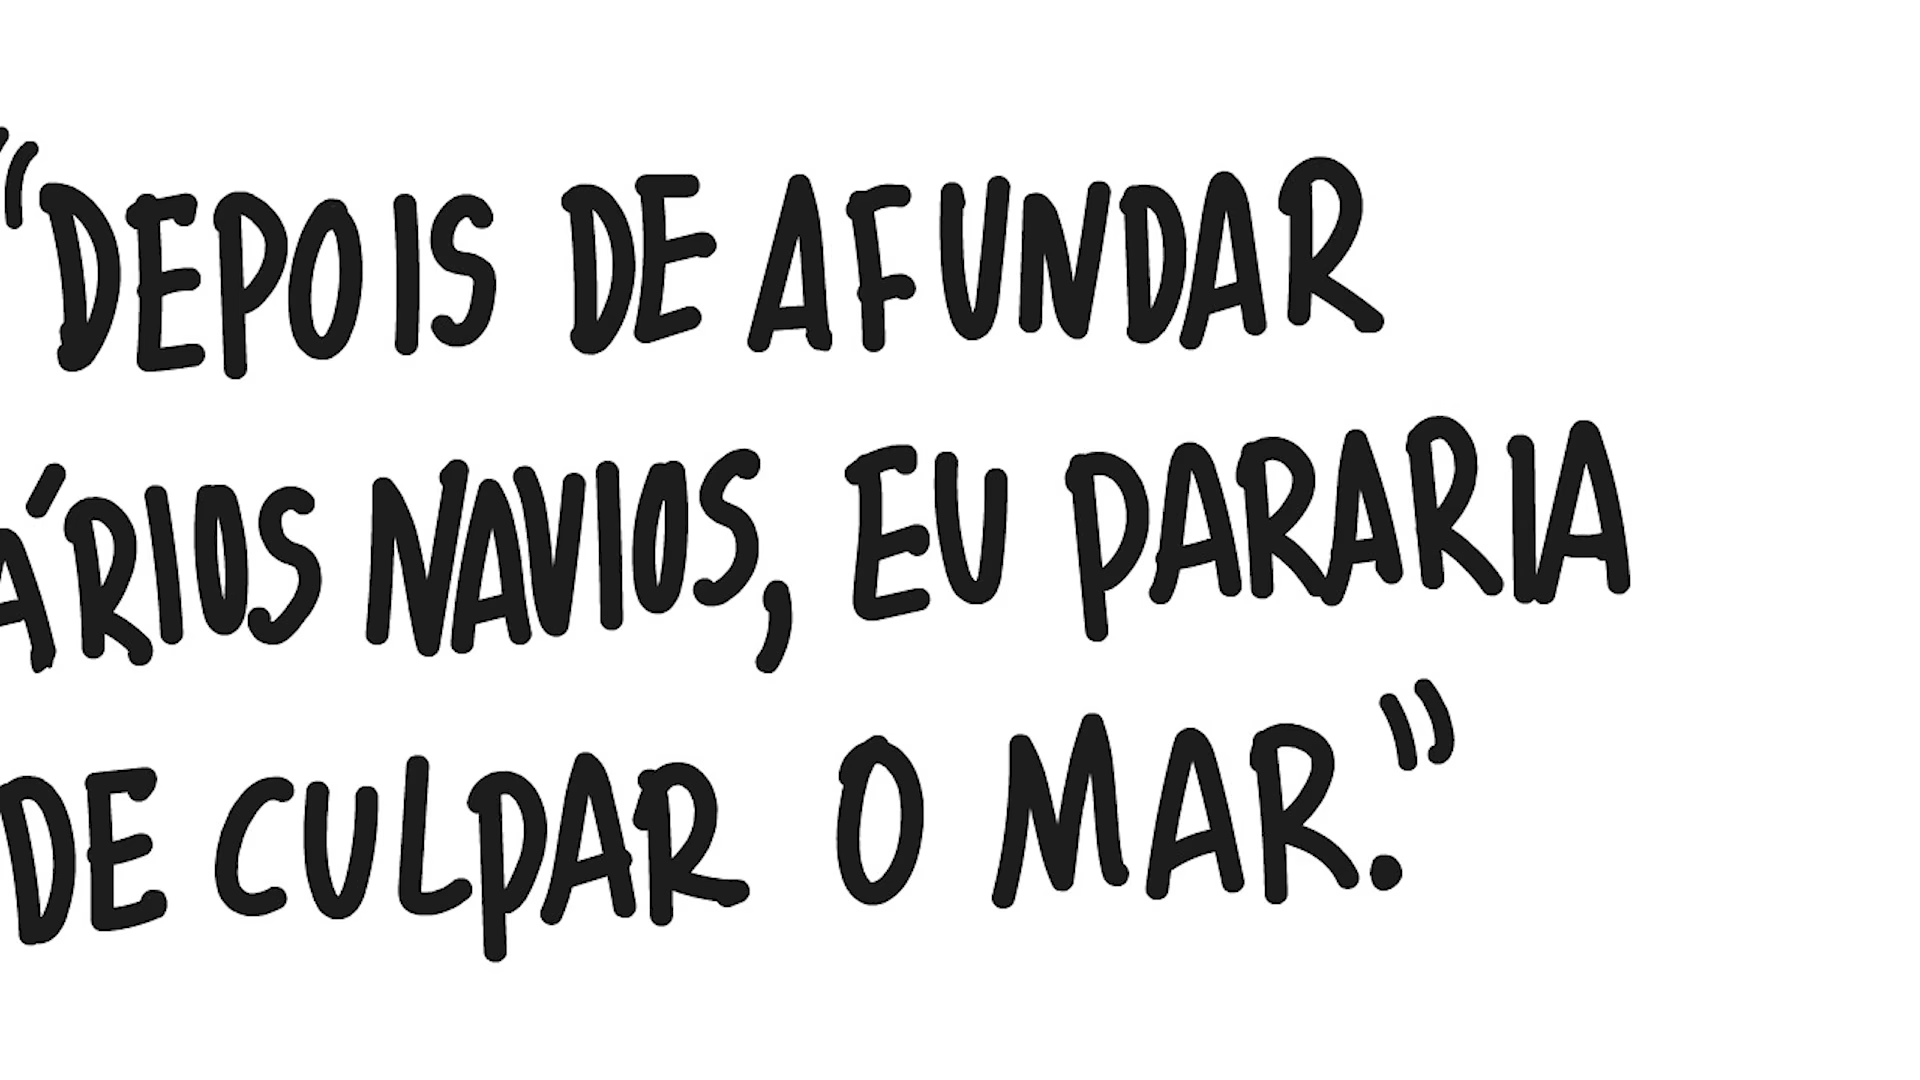 "DEPOIS DE AFUNDAR
ÁRIOS NAVIOS, EU PARARIA
DE CULPAR O MAR."